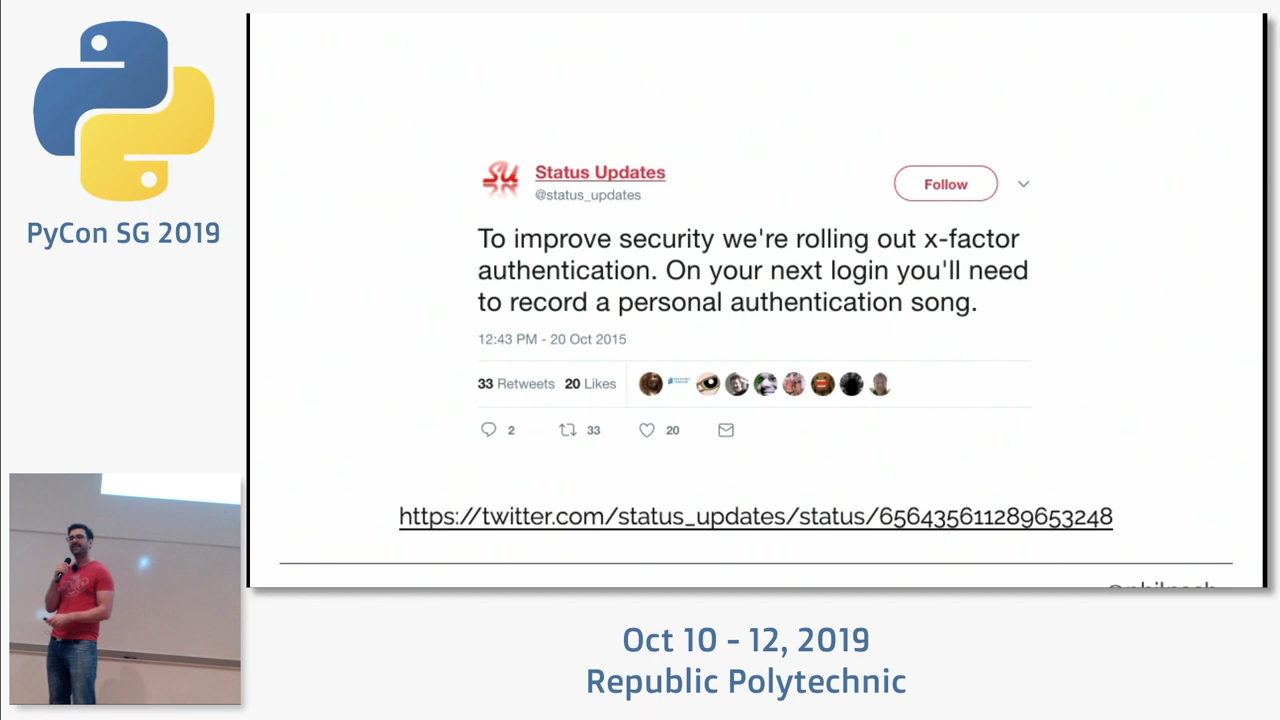 PyCon SG 2019
SU
Status Updates
@status_updates
Follow
To improve security we're rolling out x-factor
authentication. On your next login you'll need
to record a personal authentication song.
12:43 PM - 20 Oct 2015
33 Retweets 20 Likes
2 33 20
https://twitter.com/status_updates/status/656435611289653248
@philnash
Oct 10 - 12, 2019
Republic Polytechnic